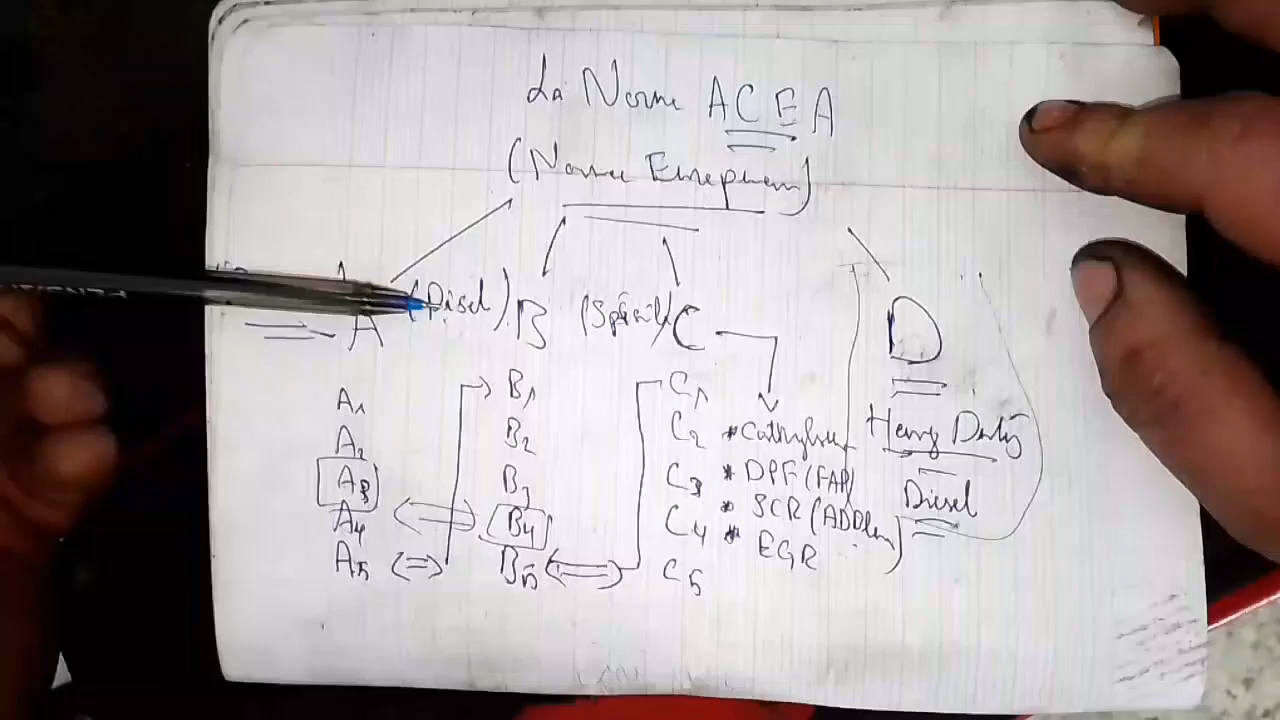 La Norme ACEA
(Norme Européenne)
A (Diesel) B (Spécial) C D
A1 B1 C1
A2 B2 C2 * Catalyseur Heavy Duty
A3 B3 C3 * DPF (FAP) Diesel
A4 B4 C4 * SCR (ADBlue)
A5 B5 C5 * EGR